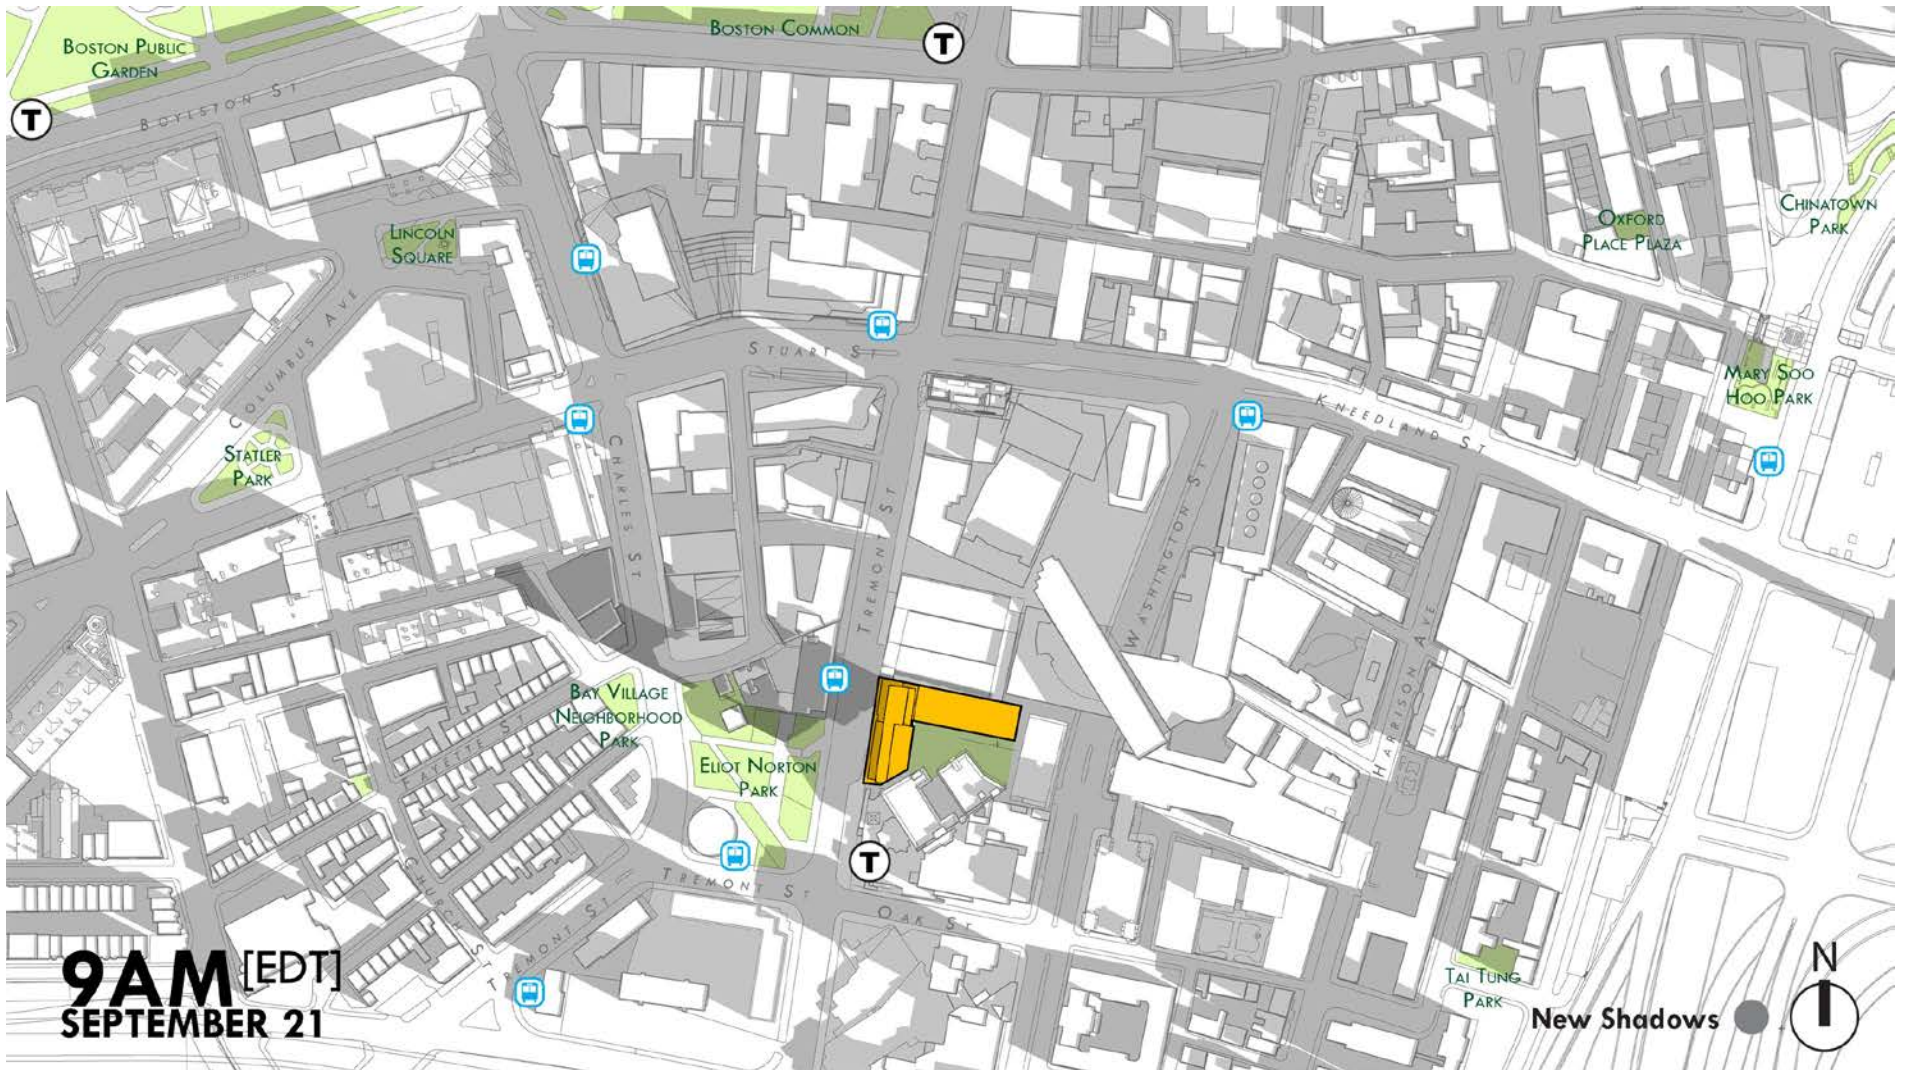 BOSTON COMMON
T
BOSTON PUBLIC
GARDEN
T
BOYLSTON ST
CHINATOWN
PARK
OXFORD
PLACE PLAZA
LINCOLN
SQUARE
COLUMBUS AVE
STUART ST
MARY SOO
HOO PARK
KNEEDLAND ST
STATLER
PARK
CHARLES ST
TREMONT ST
WASHINGTON ST
HARRISON AVE
BAY VILLAGE
NEIGHBORHOOD
PARK
FAYETTE ST
ELIOT NORTON
PARK
T
CHURCH ST
TREMONT ST
OAK ST
TREMONT ST
9AM [EDT]
SEPTEMBER 21
TAI TUNG
PARK
N
New Shadows